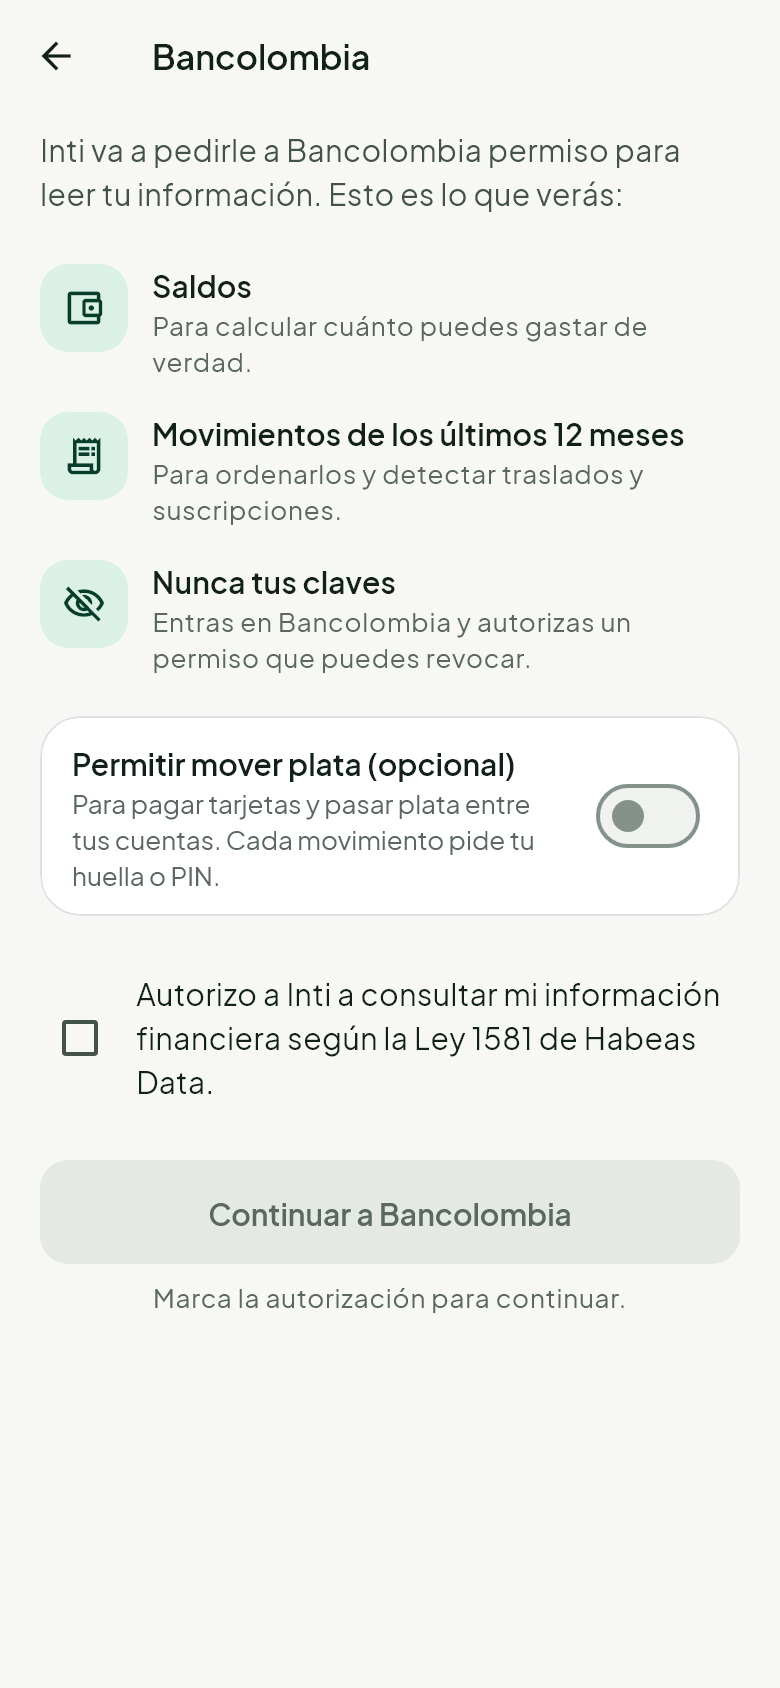 Bancolombia
Inti va a pedirle a Bancolombia permiso para
leer tu información. Esto es lo que verás:
Saldos
Para calcular cuánto puedes gastar de
verdad.
Movimientos de los últimos 12 meses
Para ordenarlos y detectar traslados y
suscripciones.
Nunca tus claves
Entras en Bancolombia y autorizas un
permiso que puedes revocar.
Permitir mover plata (opcional)
Para pagar tarjetas y pasar plata entre
tus cuentas. Cada movimiento pide tu
huella o PIN.
Autorizo a Inti a consultar mi información
financiera según la Ley 1581 de Habeas
Data.
Continuar a Bancolombia
Marca la autorización para continuar.